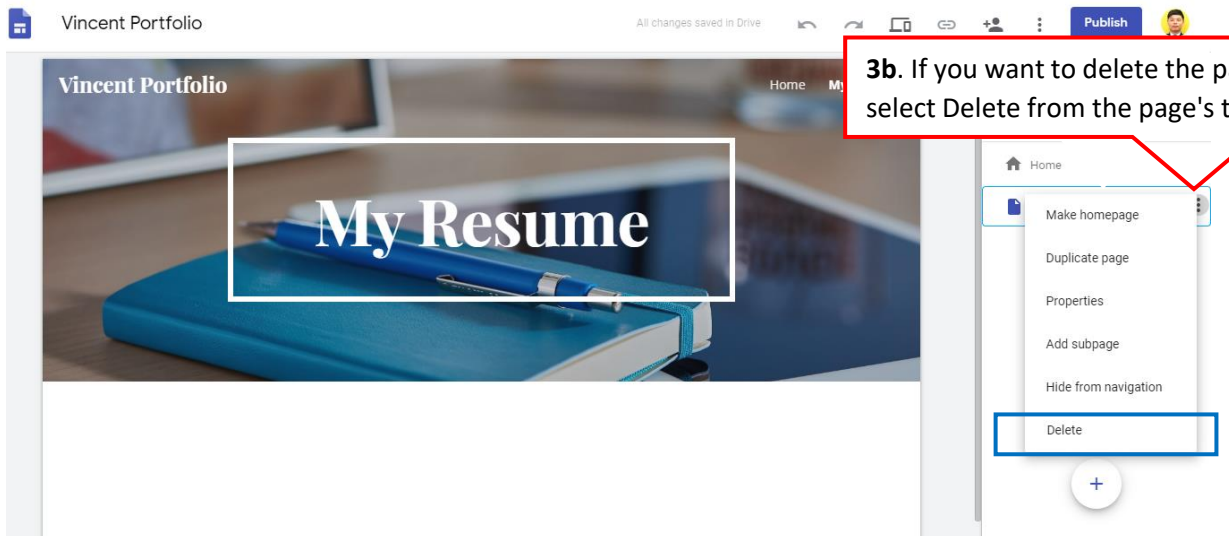 Vincent Portfolio
All changes saved in Drive
Publish
3b. If you want to delete the p
select Delete from the page's t
Vincent Portfolio
Home
My Resume
Home
Make homepage
Duplicate page
Properties
Add subpage
Hide from navigation
Delete